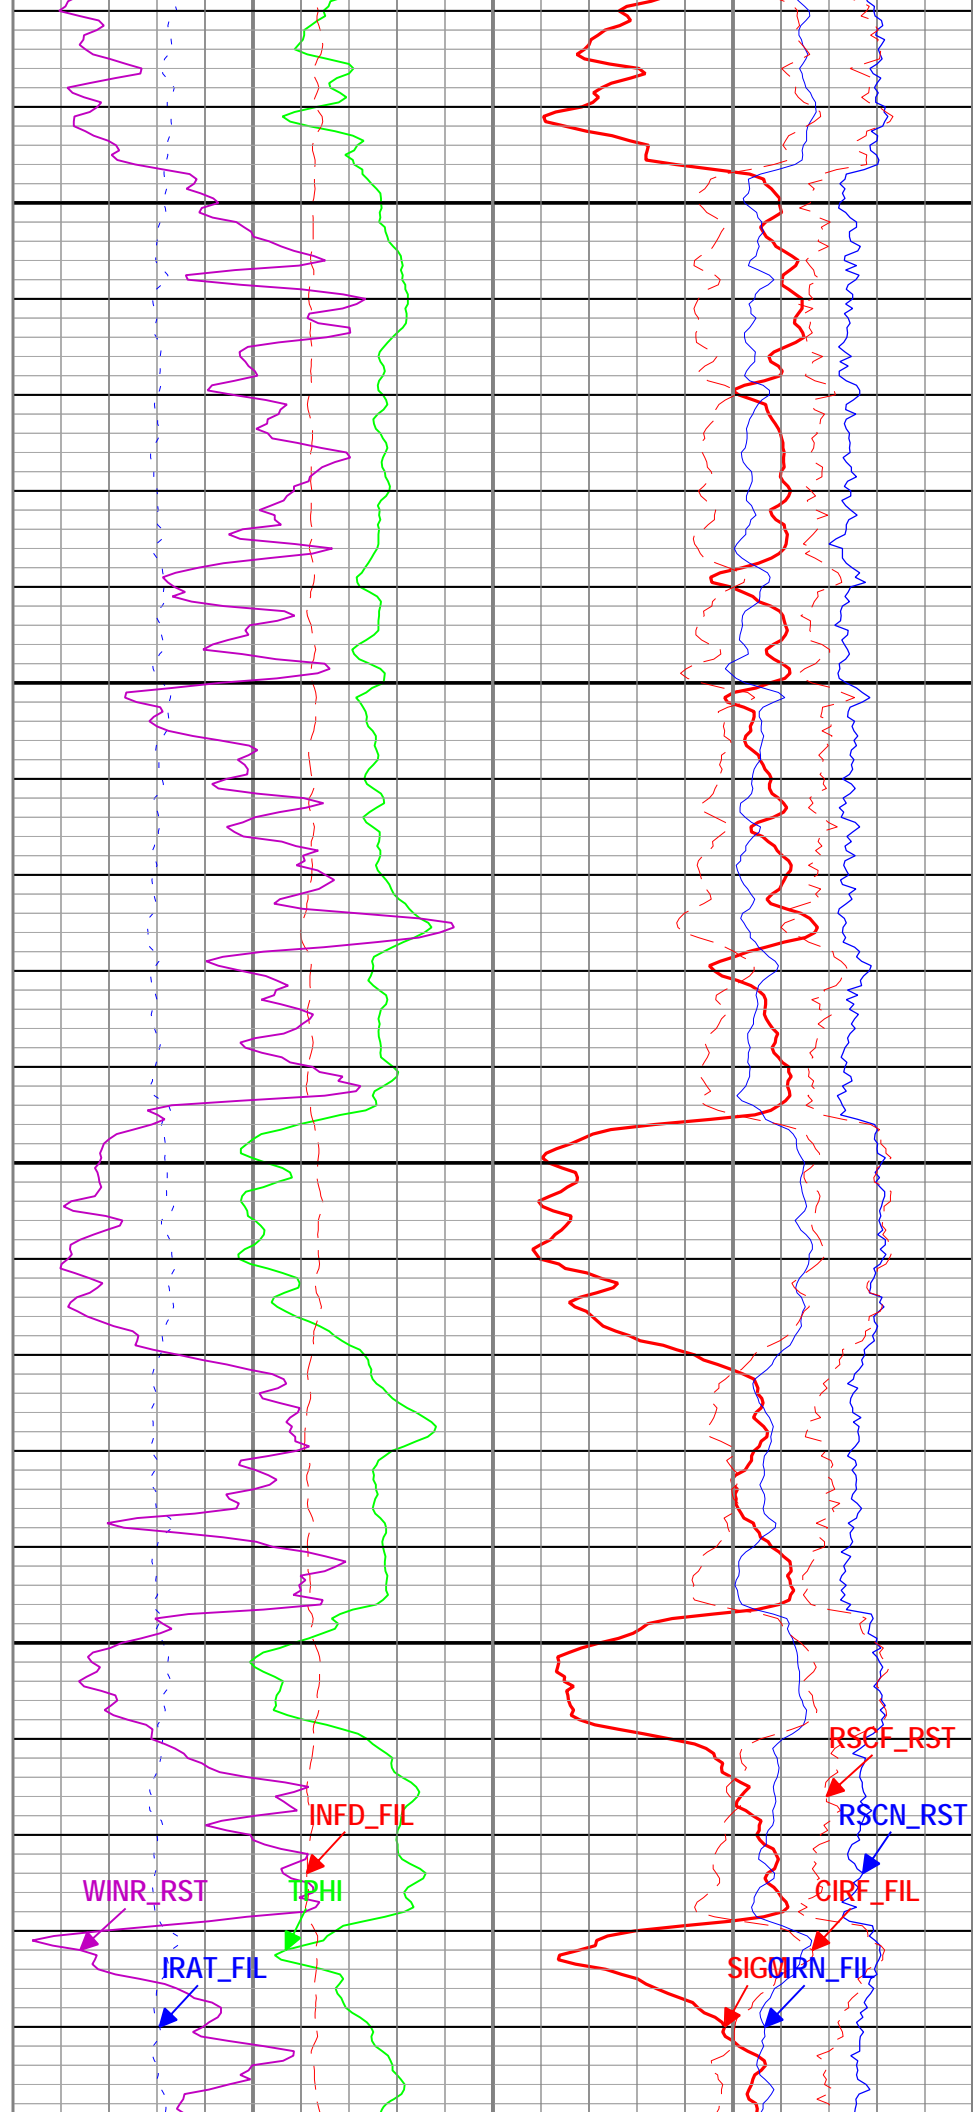 RSCF_RST
INFD_FIL
RSCN_RST
WINR_RST
TPHI
CIRF_FIL
IRAT_FIL
SIGM
CIRN_FIL